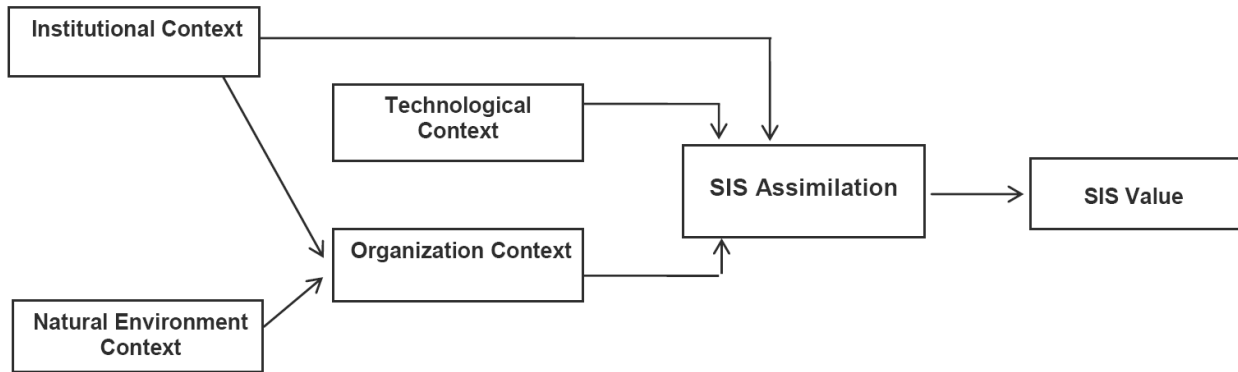 Institutional Context
Technological
Context
SIS Assimilation
SIS Value
Organization Context
Natural Environment
Context